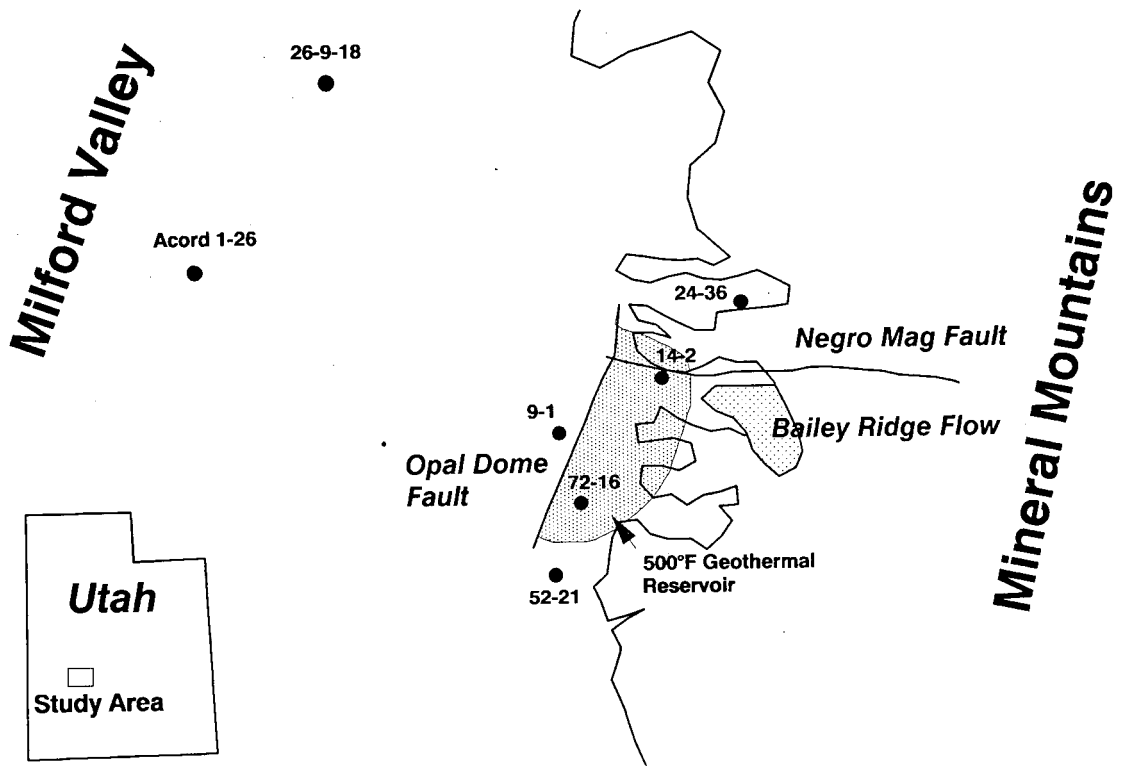 Milford Valley
26-9-18
Acord 1-26
24-36
Negro Mag Fault
14-2
Mineral Mountains
9-1
Bailey Ridge Flow
Opal Dome
Fault
72-16
500°F Geothermal
Reservoir
52-21
Utah
Study Area